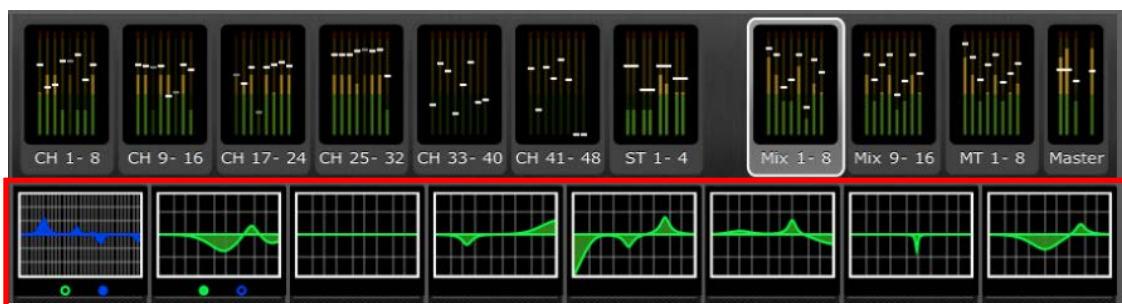 CH 1- 8 CH 9- 16 CH 17- 24 CH 25- 32 CH 33- 40 CH 41- 48 ST 1- 4 Mix 1- 8 Mix 9- 16 MT 1- 8 Master